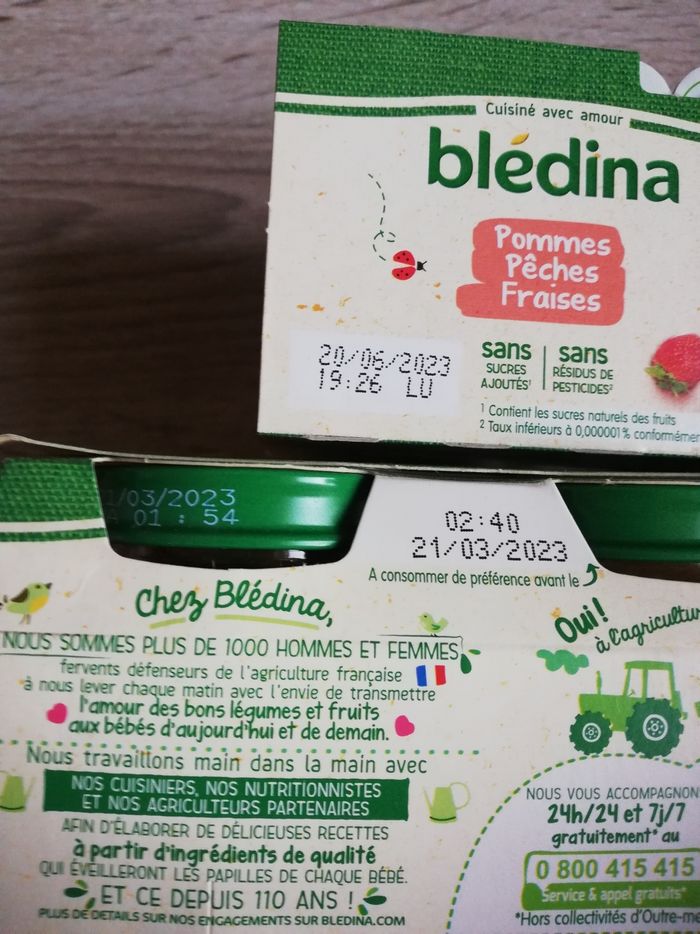 Cuisiné avec amour
blédina
Pommes
Pêches
Fraises
20/06/2023
19:26 LU
sans
SUCRES
AJOUTÉS¹
sans
RÉSIDUS DE
PESTICIDES²
¹ Contient les sucres naturels des fruits
² Taux inférieurs à 0,000001% conformémen
/03/2023
01 : 54
02:40
21/03/2023
A consommer de préférence avant le
Chez Blédina,
NOUS SOMMES PLUS DE 1000 HOMMES ET FEMMES
fervents défenseurs de l'agriculture française
à nous lever chaque matin avec l'envie de transmettre
l'amour des bons légumes et fruits
aux bébés d'aujourd'hui et de demain.
Nous travaillons main dans la main avec
NOS CUISINIERS, NOS NUTRITIONNISTES
ET NOS AGRICULTEURS PARTENAIRES
AFIN D'ÉLABORER DE DÉLICIEUSES RECETTES
à partir d'ingrédients de qualité
QUI ÉVEILLERONT LES PAPILLES DE CHAQUE BÉBÉ.
ET CE DEPUIS 110 ANS !
PLUS DE DÉTAILS SUR NOS ENGAGEMENTS SUR BLEDINA.COM
Oui !
à l'agricultur
NOUS VOUS ACCOMPAGNON
24h/24 et 7j/7
gratuitement* au
0 800 415 415
Service & appel gratuits*
*Hors collectivités d'Outre-me